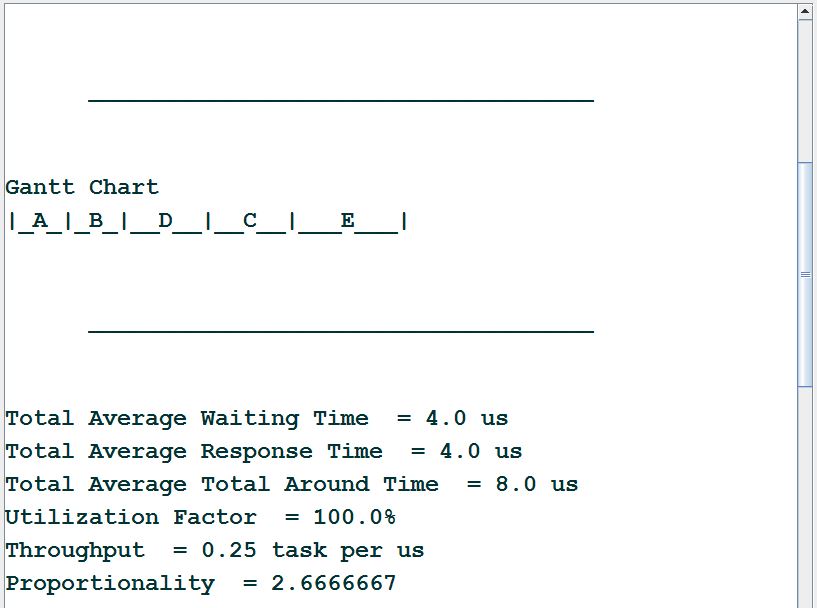 Gantt Chart
|_A_|_B_|__D__|__C__|___E___|
Total Average Waiting Time  = 4.0 us
Total Average Response Time  = 4.0 us
Total Average Total Around Time  = 8.0 us
Utilization Factor  = 100.0%
Throughput  = 0.25 task per us
Proportionality  = 2.6666667